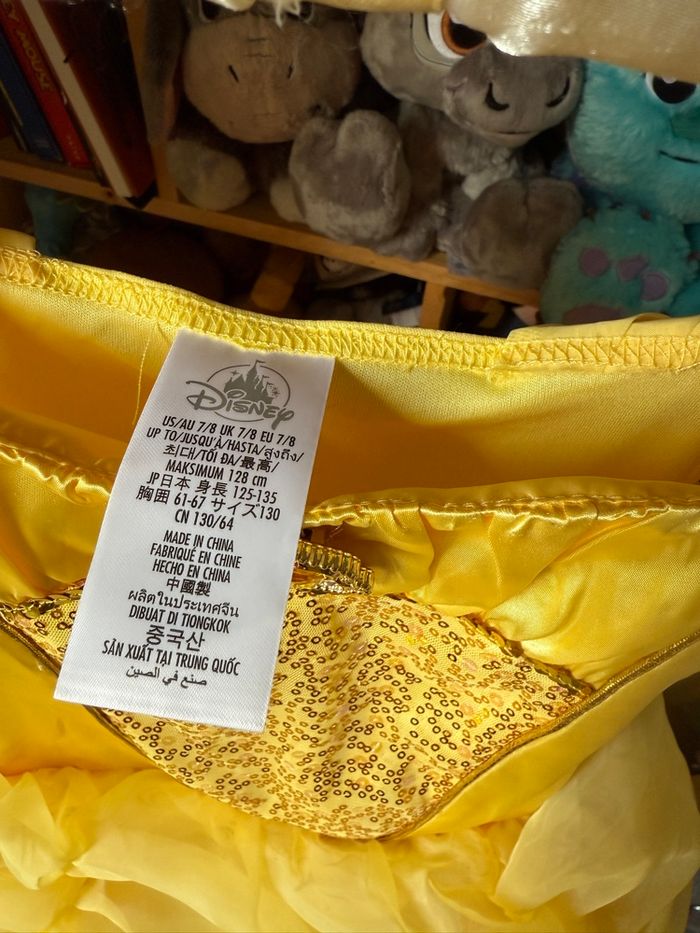 EY MOUSE
Disney
US/AU 7/8 UK 7/8 EU 7/8
UP TO/JUSQU'À/HASTA/สูงถึง/
최대/TỐI ĐA/最高/
MAKSIMUM 128 cm
JP日本 身長 125-135
胸囲 61-67 サイズ130
CN 130/64
MADE IN CHINA
FABRIQUÉ EN CHINE
HECHO EN CHINA
中國製
ผลิตในประเทศจีน
DIBUAT DI TIONGKOK
중국산
SẢN XUẤT TẠI TRUNG QUỐC
صنع في الصين